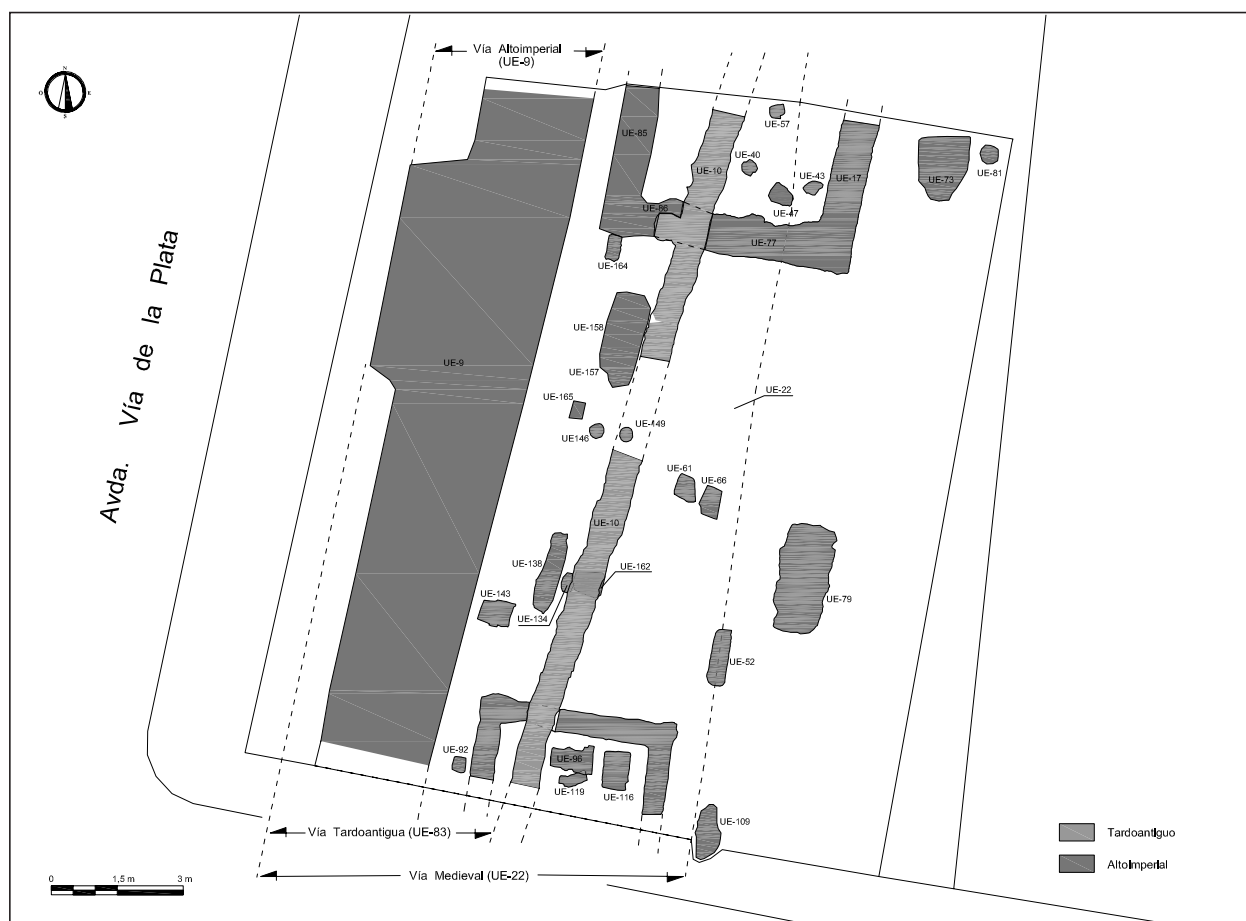 Vía Altoimperial
(UE-9)
N
O
E
S
UE-57
UE-85
UE-40
UE-10
UE-43
UE-17
UE-73
UE-81
UE-47
UE-86
UE-77
UE-164
Avda. Vía de la Plata
UE-158
UE-9
UE-157
UE-22
UE-165
UE146
UE-149
UE-61
UE-66
UE-10
UE-138
UE-162
UE-143
UE-79
UE-134
UE-52
UE-92
UE-96
UE-119
UE-116
UE-109
Vía Tardoantigua (UE-83)
Tardoantiguo
Altoimperial
Vía Medieval (UE-22)
0 1,5 m 3 m